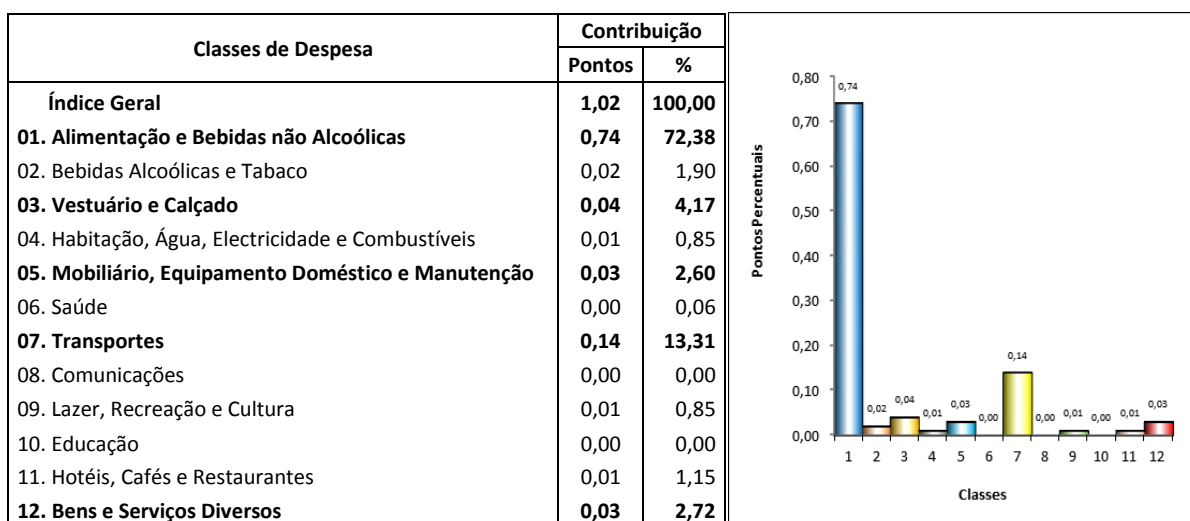 Classes de Despesa Contribuição
Pontos %
Índice Geral 1,02 100,00
01. Alimentação e Bebidas não Alcoólicas 0,74 72,38
02. Bebidas Alcoólicas e Tabaco 0,02 1,90
03. Vestuário e Calçado 0,04 4,17
04. Habitação, Água, Electricidade e Combustíveis 0,01 0,85
05. Mobiliário, Equipamento Doméstico e Manutenção 0,03 2,60
06. Saúde 0,00 0,06
07. Transportes 0,14 13,31
08. Comunicações 0,00 0,00
09. Lazer, Recreação e Cultura 0,01 0,85
10. Educação 0,00 0,00
11. Hotéis, Cafés e Restaurantes 0,01 1,15
12. Bens e Serviços Diversos 0,03 2,72
Pontos Percentuais
0,80
0,70
0,60
0,50
0,40
0,30
0,20
0,10
0,00
0,74 0,02 0,04 0,01 0,03 0,00 0,14 0,00 0,01 0,00 0,01 0,03
1 2 3 4 5 6 7 8 9 10 11 12
Classes